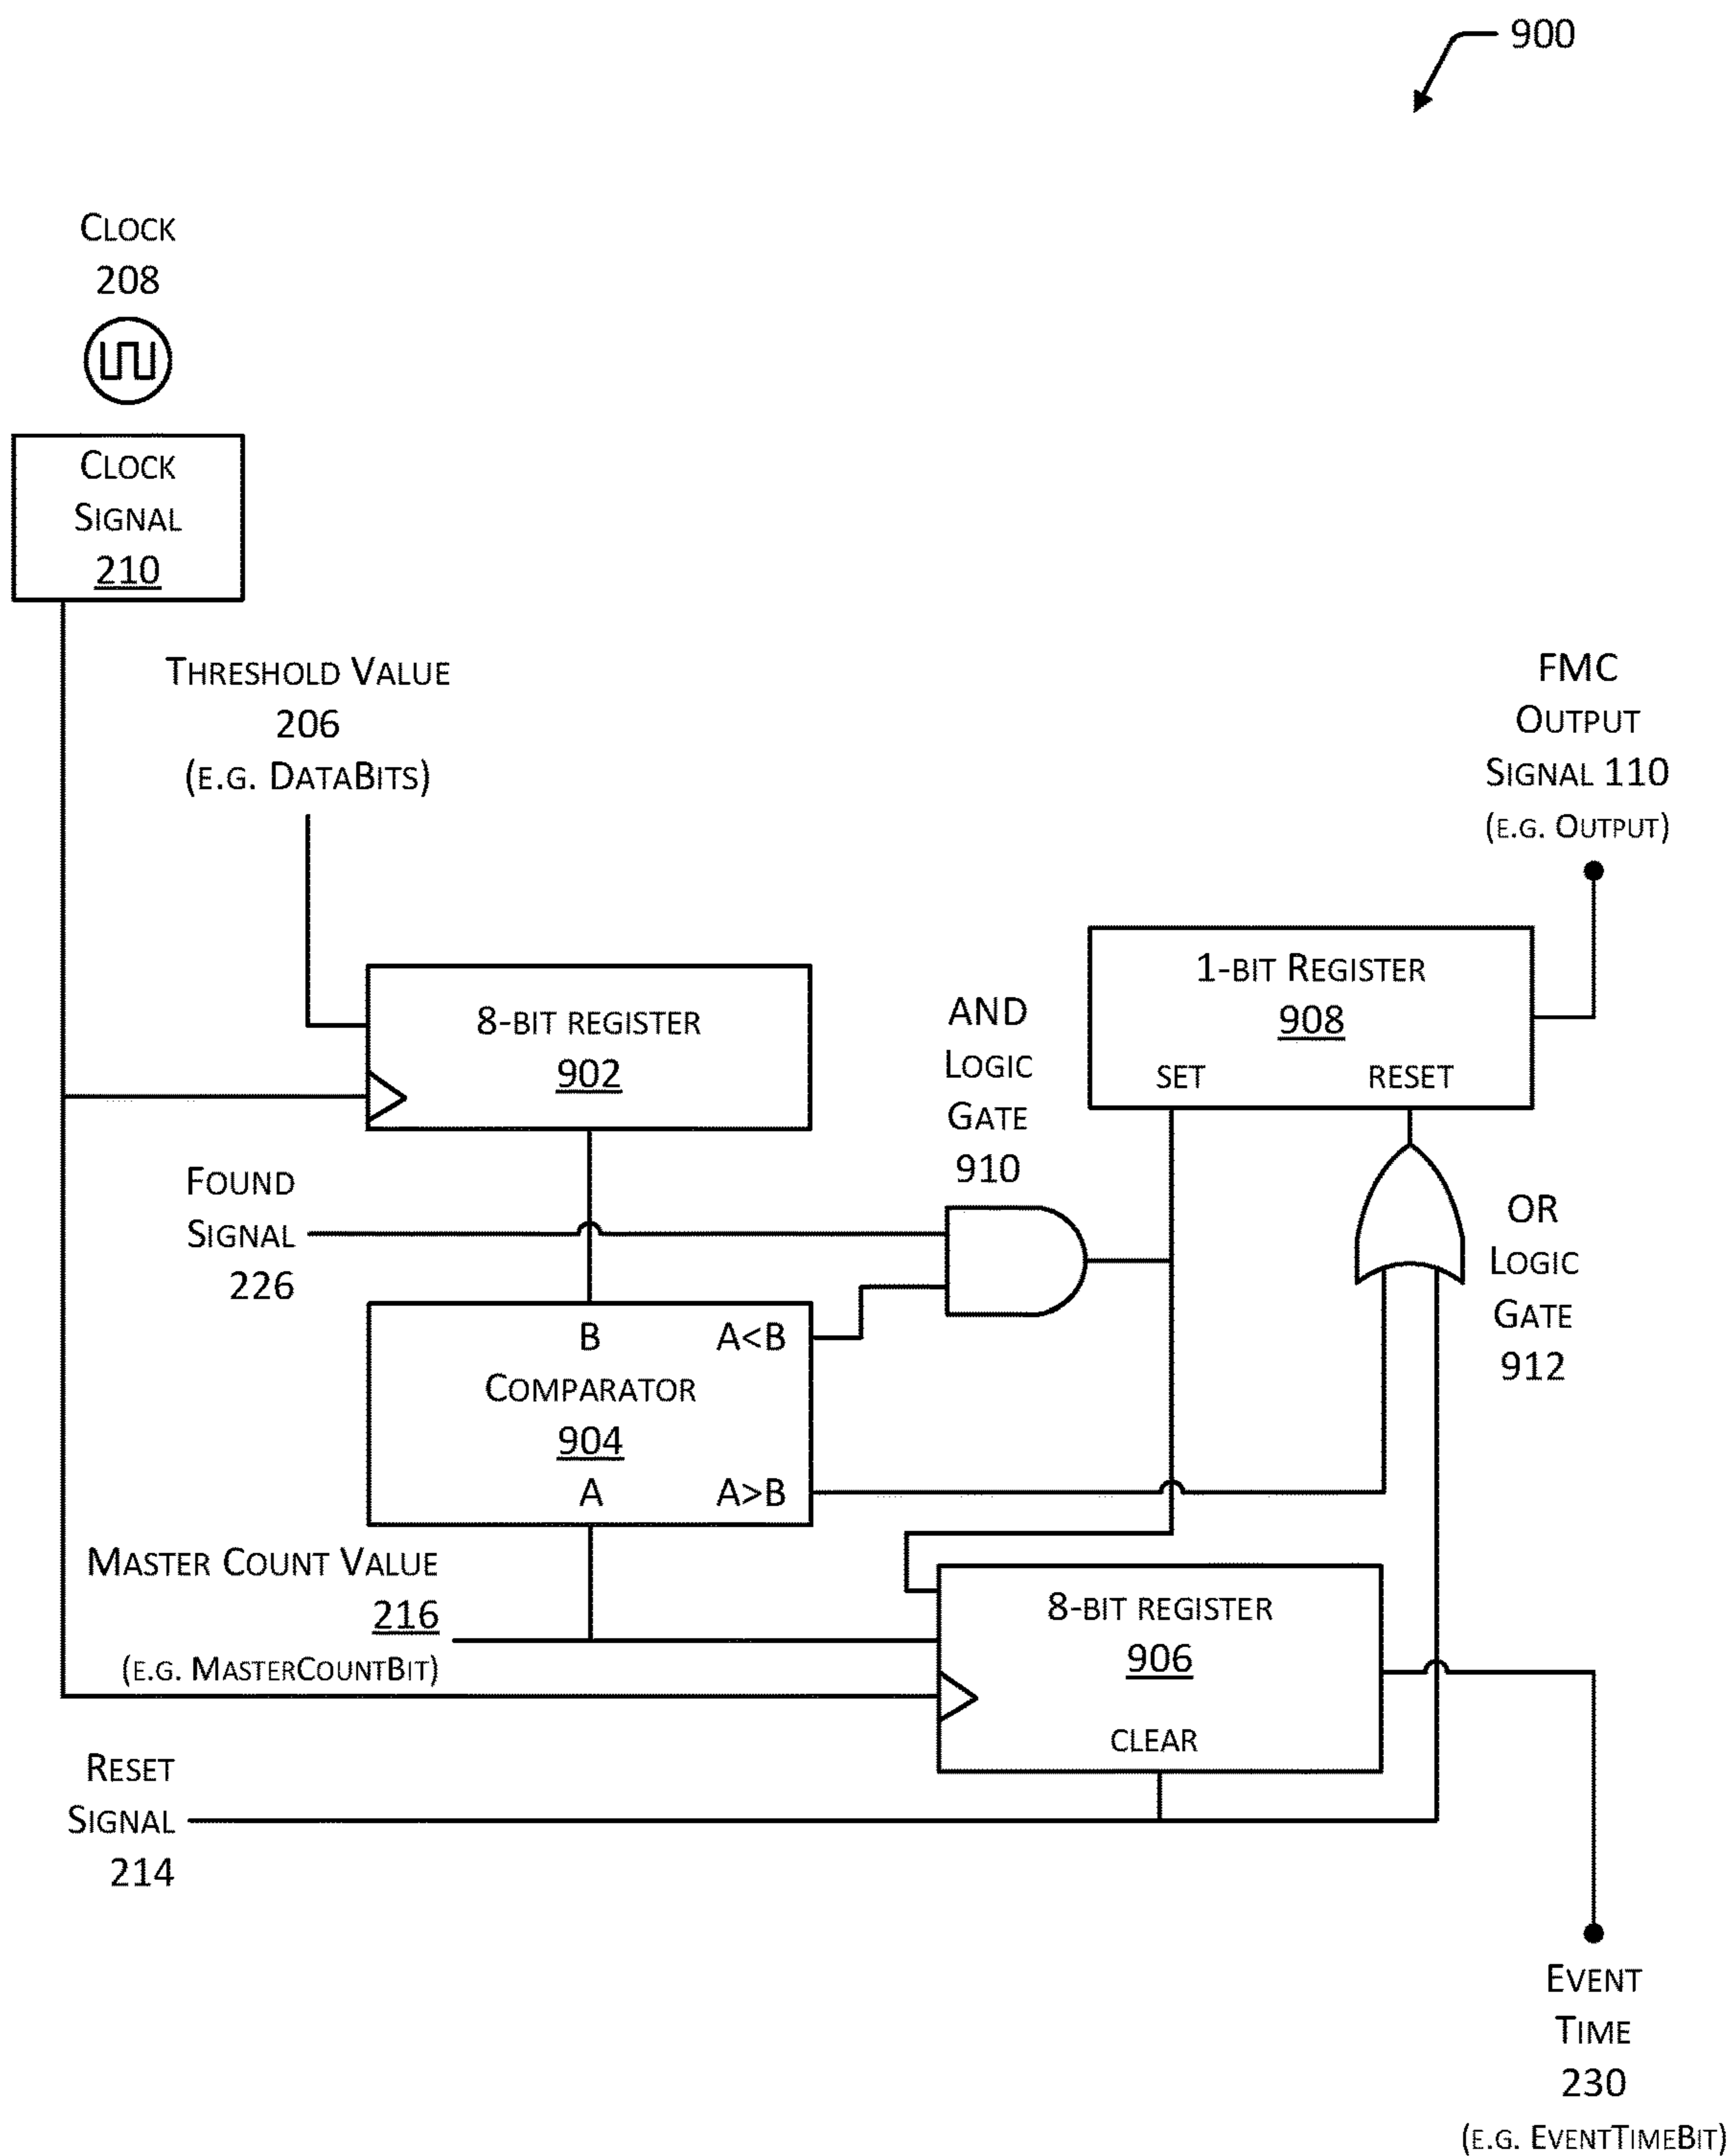 900
CLOCK
208
CLOCK
SIGNAL
210
THRESHOLD VALUE
206
(E.G. DATABITS)
FMC
OUTPUT
SIGNAL 110
(E.G. OUTPUT)
8-BIT REGISTER
902
AND
LOGIC
GATE
910
1-BIT REGISTER
908
SET RESET
FOUND
SIGNAL
226
OR
LOGIC
GATE
912
B A<B
COMPARATOR
904
A A>B
MASTER COUNT VALUE
216
(E.G. MASTERCOUNTBIT)
8-BIT REGISTER
906
CLEAR
RESET
SIGNAL
214
EVENT
TIME
230
(E.G. EVENTTIMEBIT)